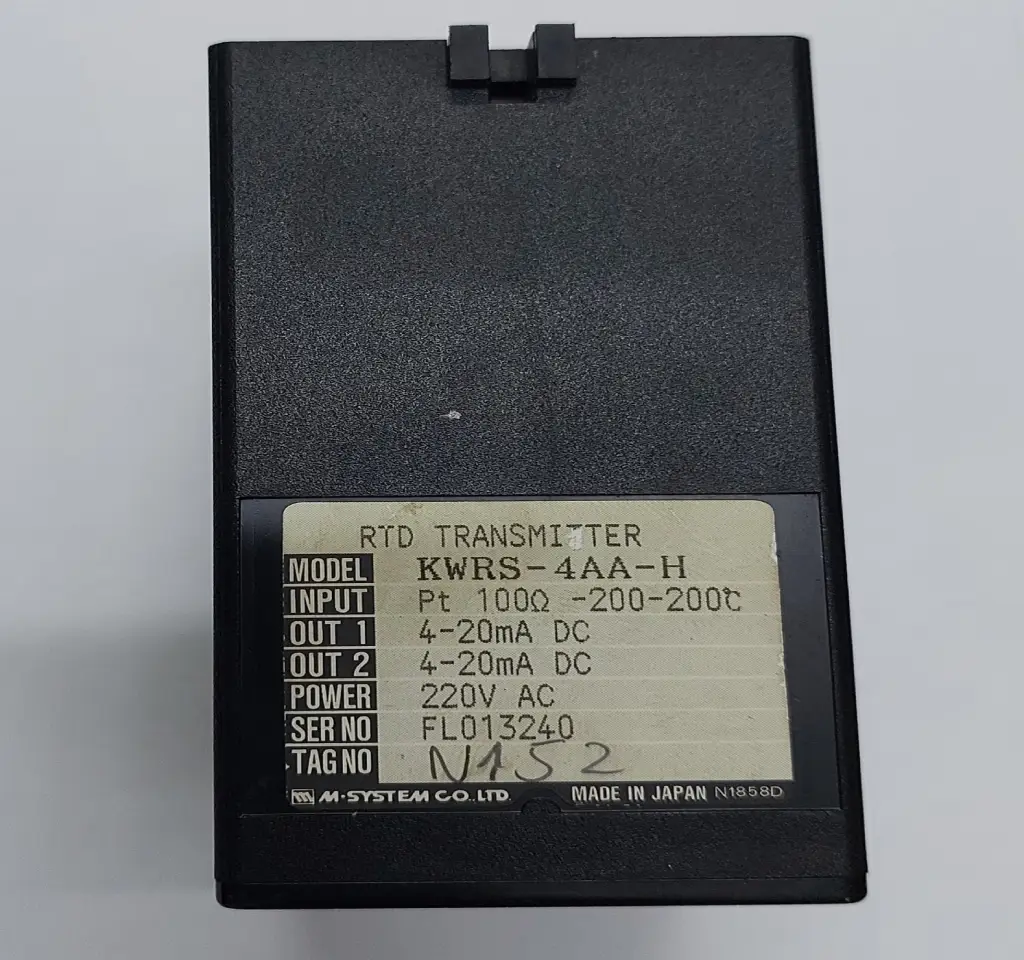 RTD TRANSMITTER
MODEL KWRS-4AA-H
INPUT Pt 100Ω -200-200℃
OUT 1 4-20mA DC
OUT 2 4-20mA DC
POWER 220V AC
SER NO FL013240
TAG NO N152
M-SYSTEM CO.,LTD. MADE IN JAPAN N1858D